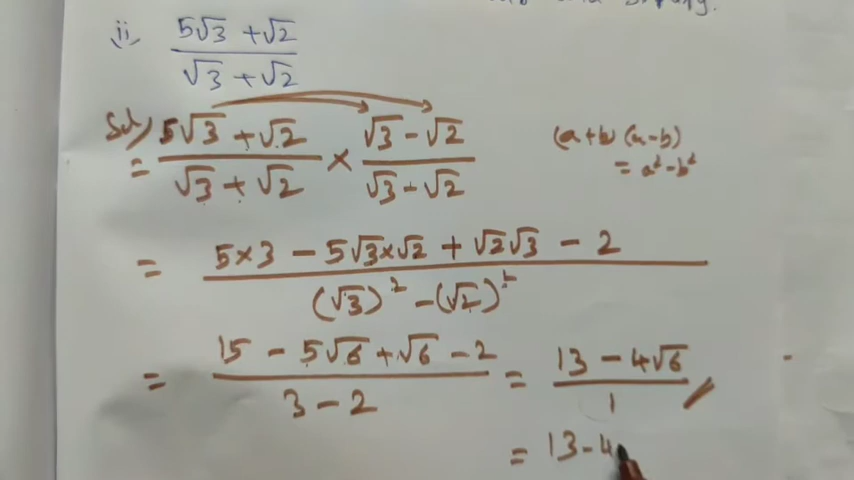 ii, (5√3 + √2)/(√3 + √2)
Sol) = (5√3 + √2)/(√3 + √2) × (√3 - √2)/(√3 - √2) (a+b)(a-b) = a² - b²
= (5×3 - 5√3×√2 + √2√3 - 2)/((√3)² - (√2)²)
= (15 - 5√6 + √6 - 2)/(3 - 2) = (13 - 4√6)/1
= 13 - 4